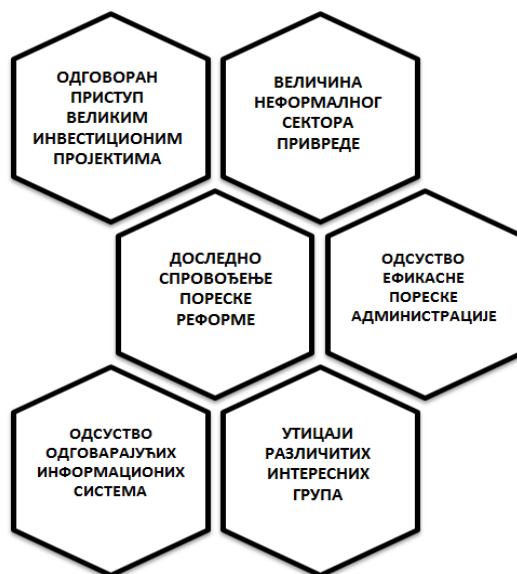 ОДГОВОРАН
ПРИСТУП
ВЕЛИКИМ
ИНВЕСТИЦИОНИМ
ПРОЈЕКТИМА
ВЕЛИЧИНА
НЕФОРМАЛНОГ
СЕКТОРА
ПРИВРЕДЕ
ДОСЛЕДНО
СПРОВОЂЕЊЕ
ПОРЕСКЕ
РЕФОРМЕ
ОДСУСТВО
ЕФИКАСНЕ
ПОРЕСКЕ
АДМИНИСТРАЦИЈЕ
ОДСУСТВО
ОДГОВАРАЈУЋИХ
ИНФОРМАЦИОНИХ
СИСТЕМА
УТИЦАЈИ
РАЗЛИЧИТИХ
ИНТЕРЕСНИХ
ГРУПА